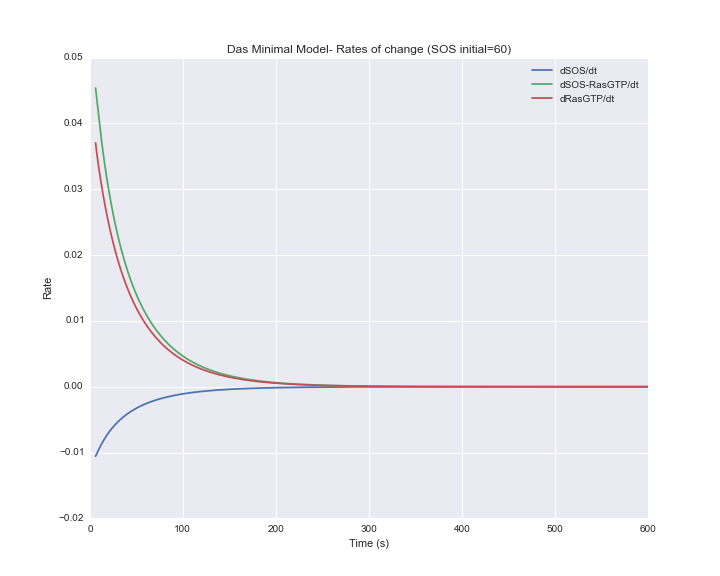 Das Minimal Model- Rates of change (SOS initial=60)
dSOS/dt
dSOS-RasGTP/dt
dRasGTP/dt
0.05
0.04
0.03
0.02
0.01
0.00
−0.01
−0.02
Rate
0 100 200 300 400 500 600
Time (s)